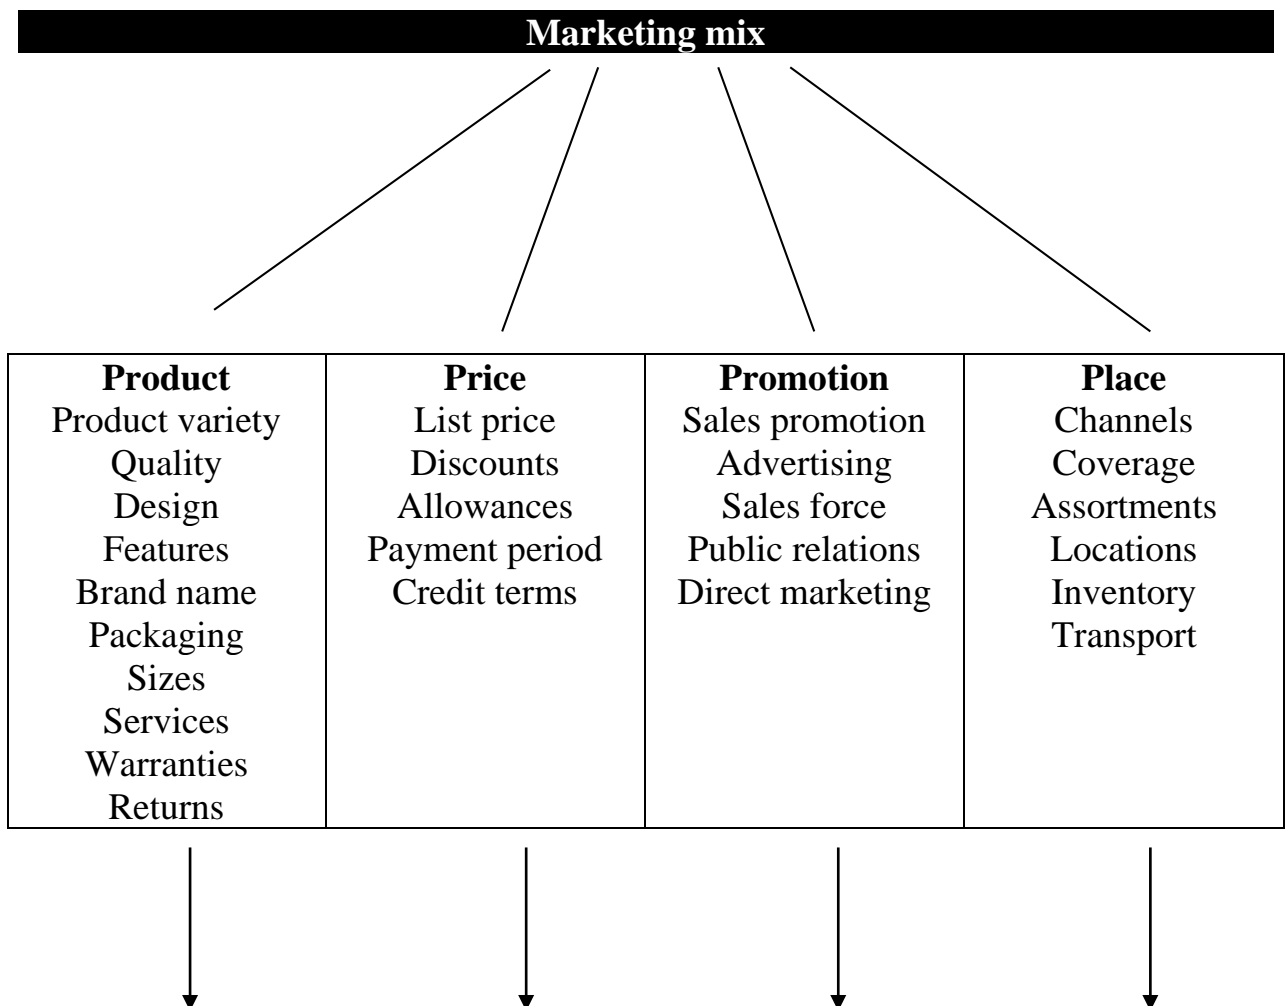 Marketing mix
Product
Product variety
Quality
Design
Features
Brand name
Packaging
Sizes
Services
Warranties
Returns
Price
List price
Discounts
Allowances
Payment period
Credit terms
Promotion
Sales promotion
Advertising
Sales force
Public relations
Direct marketing
Place
Channels
Coverage
Assortments
Locations
Inventory
Transport